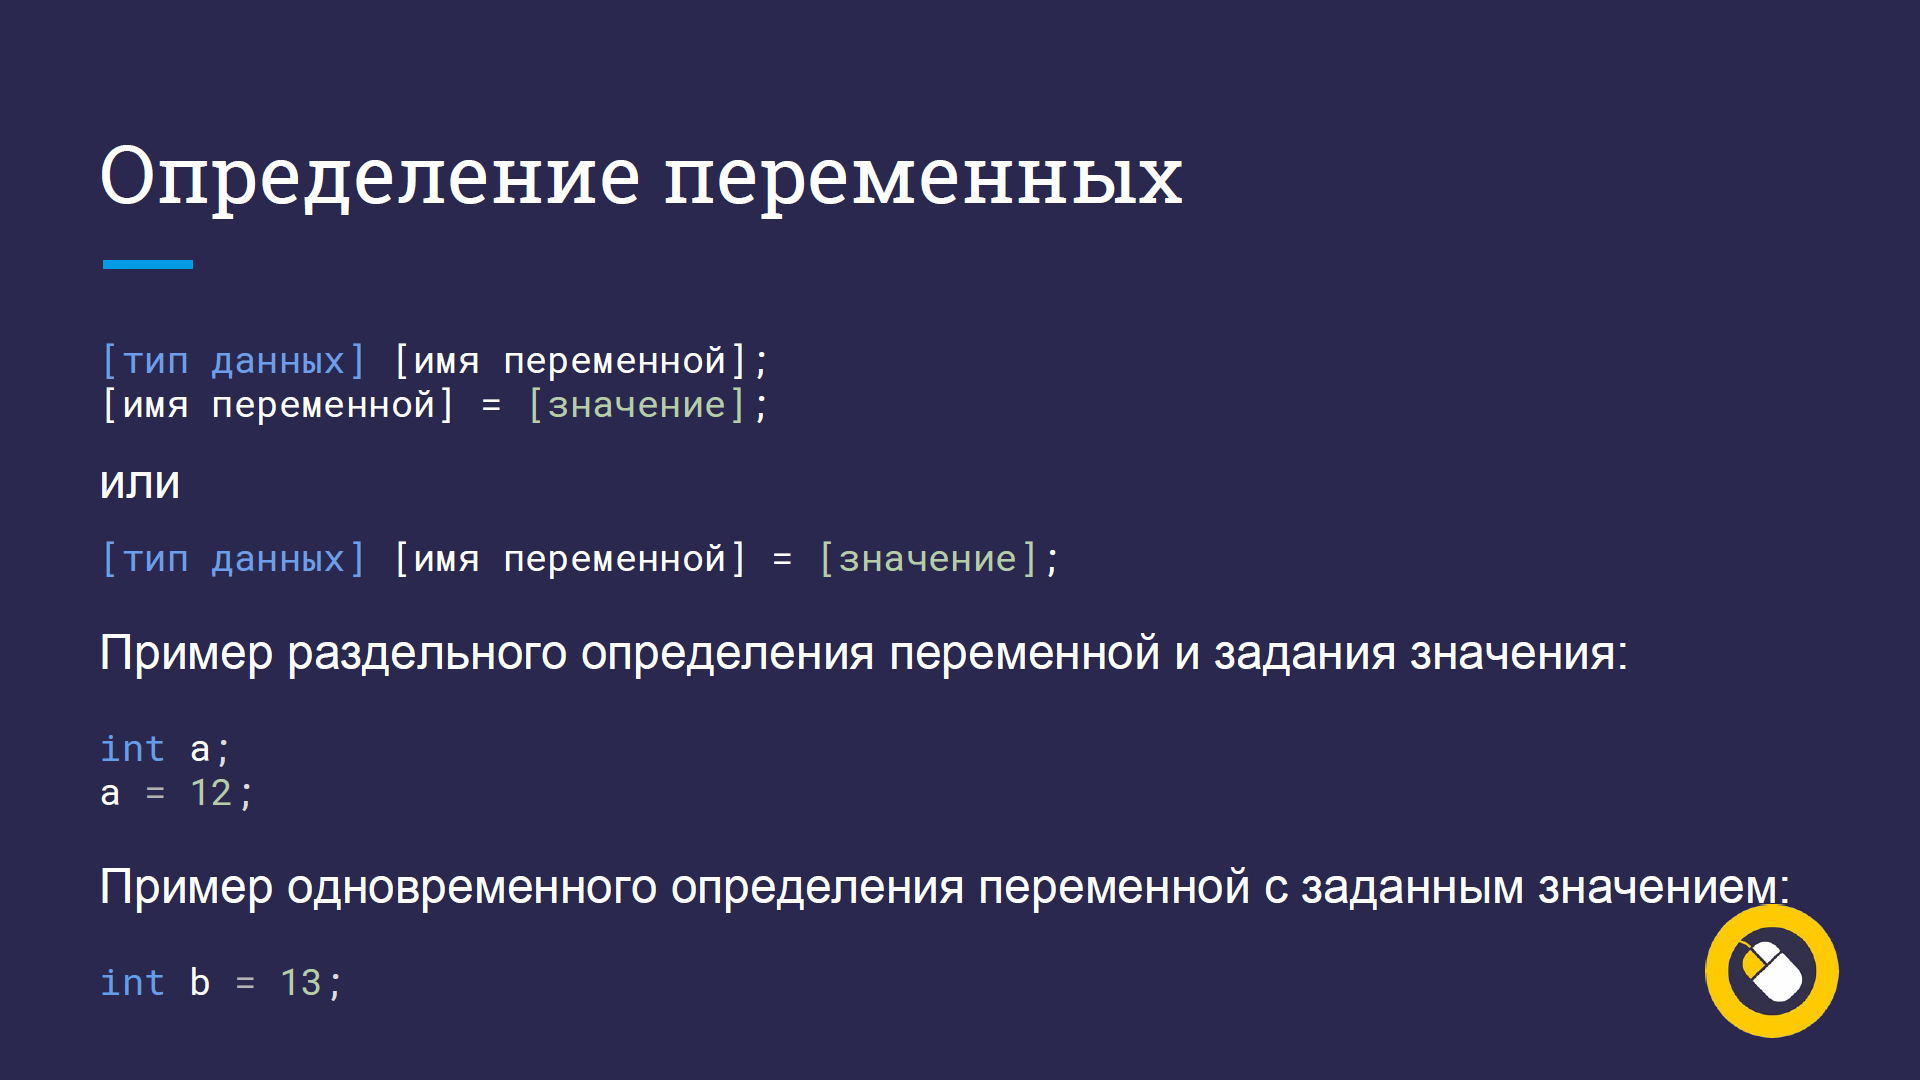 Определение переменных
[тип данных] [имя переменной];
[имя переменной] = [значение];
или
[тип данных] [имя переменной] = [значение];
Пример раздельного определения переменной и задания значения:
int a;
a = 12;
Пример одновременного определения переменной с заданным значением:
int b = 13;